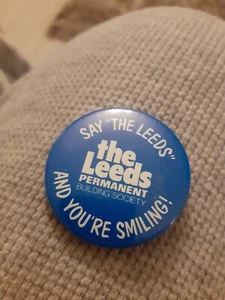 SAY "THE LEEDS"
the
Leeds
PERMANENT
BUILDING SOCIETY
AND YOU'RE SMILING!